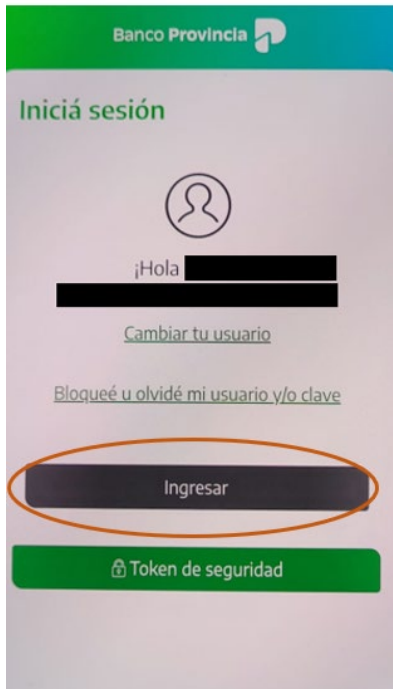 Banco Provincia
Iniciá sesión
¡Hola
Cambiar tu usuario
Bloqueé u olvidé mi usuario y/o clave
Ingresar
Token de seguridad